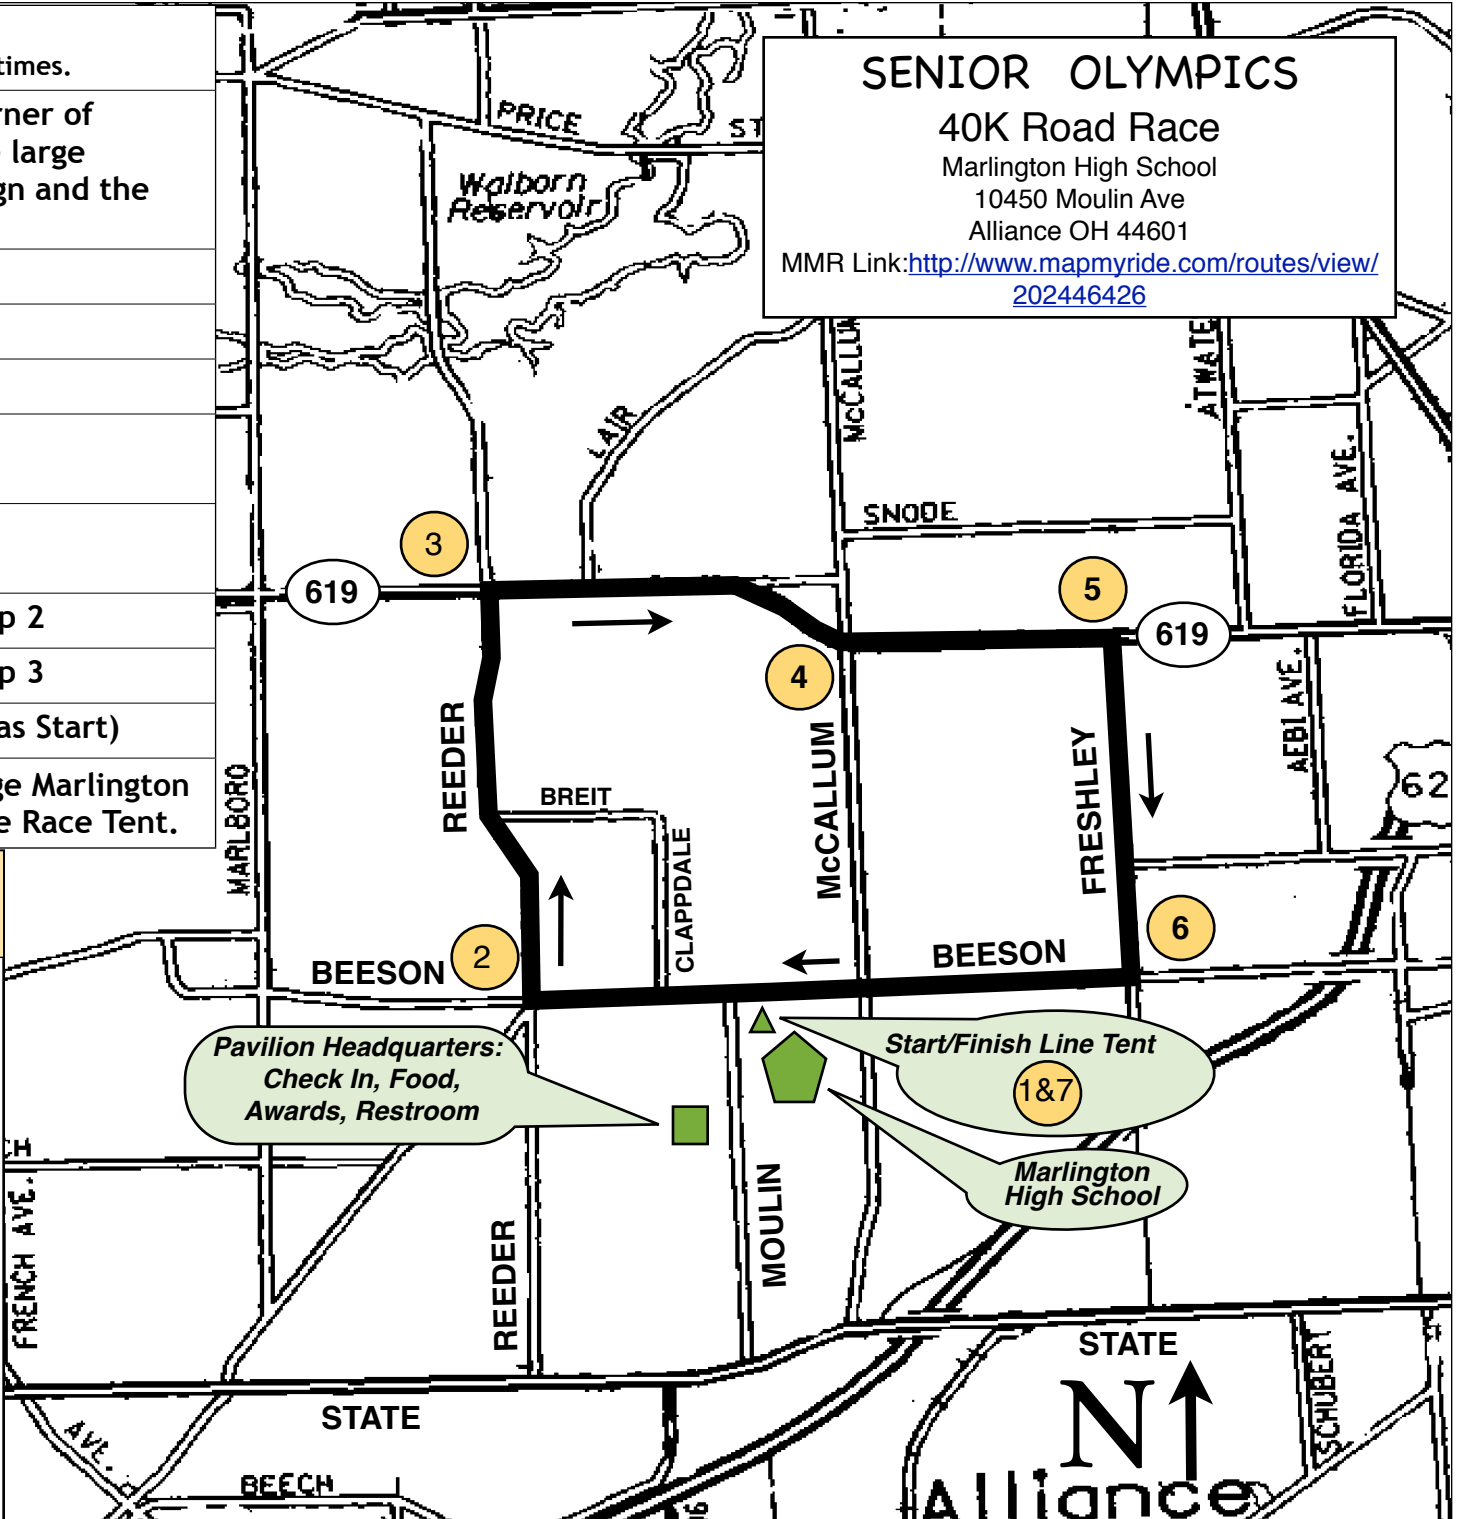 times.
rner of
large
gn and the
p 2
p 3
as Start)
ge Marlington
e Race Tent.
SENIOR OLYMPICS
40K Road Race
Marlington High School
10450 Moulin Ave
Alliance OH 44601
MMR Link:http://www.mapmyride.com/routes/view/
202446426
PRICE
ST
Walborn
Reservoir
LAIR
McCALLUM
ATWATE
FLORIDA AVE.
SNODE
3
619
5
619
4
REEDER
McCALLUM
FRESHLEY
AEBI AVE.
62
MARLBORO
BREIT
CLAPPDALE
2
6
BEESON
BEESON
Pavilion Headquarters:
Check In, Food,
Awards, Restroom
Start/Finish Line Tent
1&7
Marlington
High School
CH
FRENCH AVE.
REEDER
MOULIN
STATE
STATE
N
SCHUBERT
AVE.
BEECH
Alliance